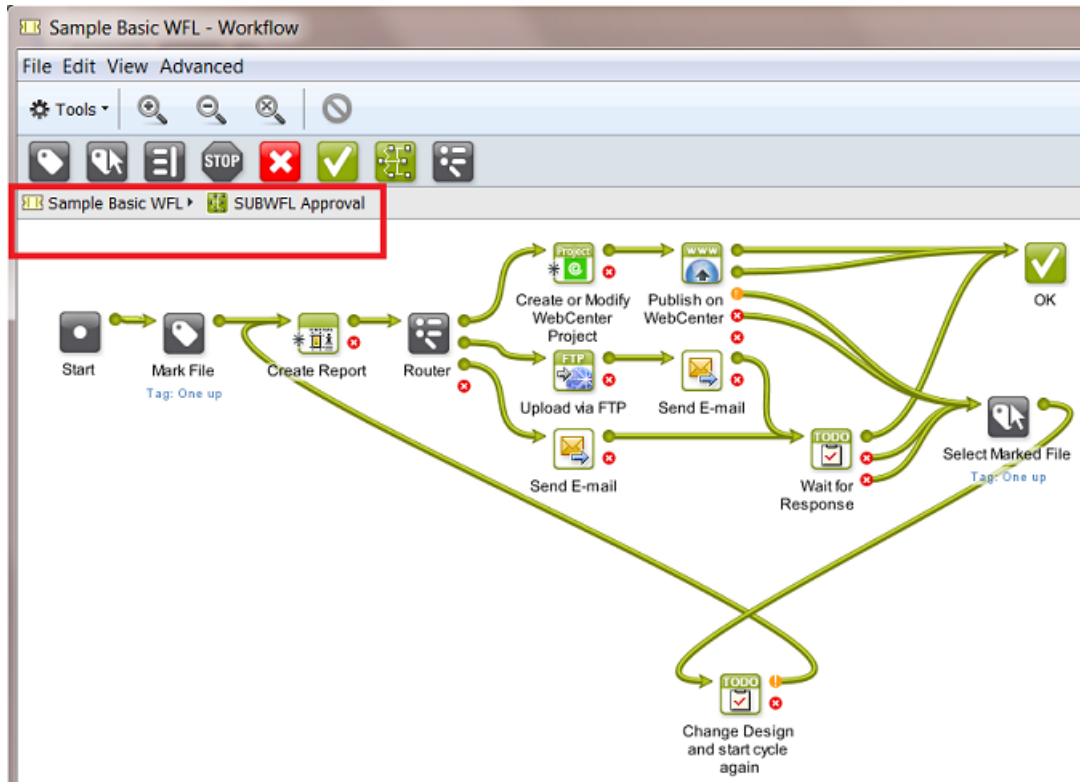 Sample Basic WFL - Workflow
File Edit View Advanced
Tools
STOP
Sample Basic WFL SUBWFL Approval
Project
WWW
Create or Modify
WebCenter
Project
Publish on
WebCenter
OK
Start
Mark File
Tag: One up
Create Report
Router
FTP
Upload via FTP
Send E-mail
Send E-mail
TODO
Wait for
Response
Select Marked File
Tag: One up
TODO
Change Design
and start cycle
again